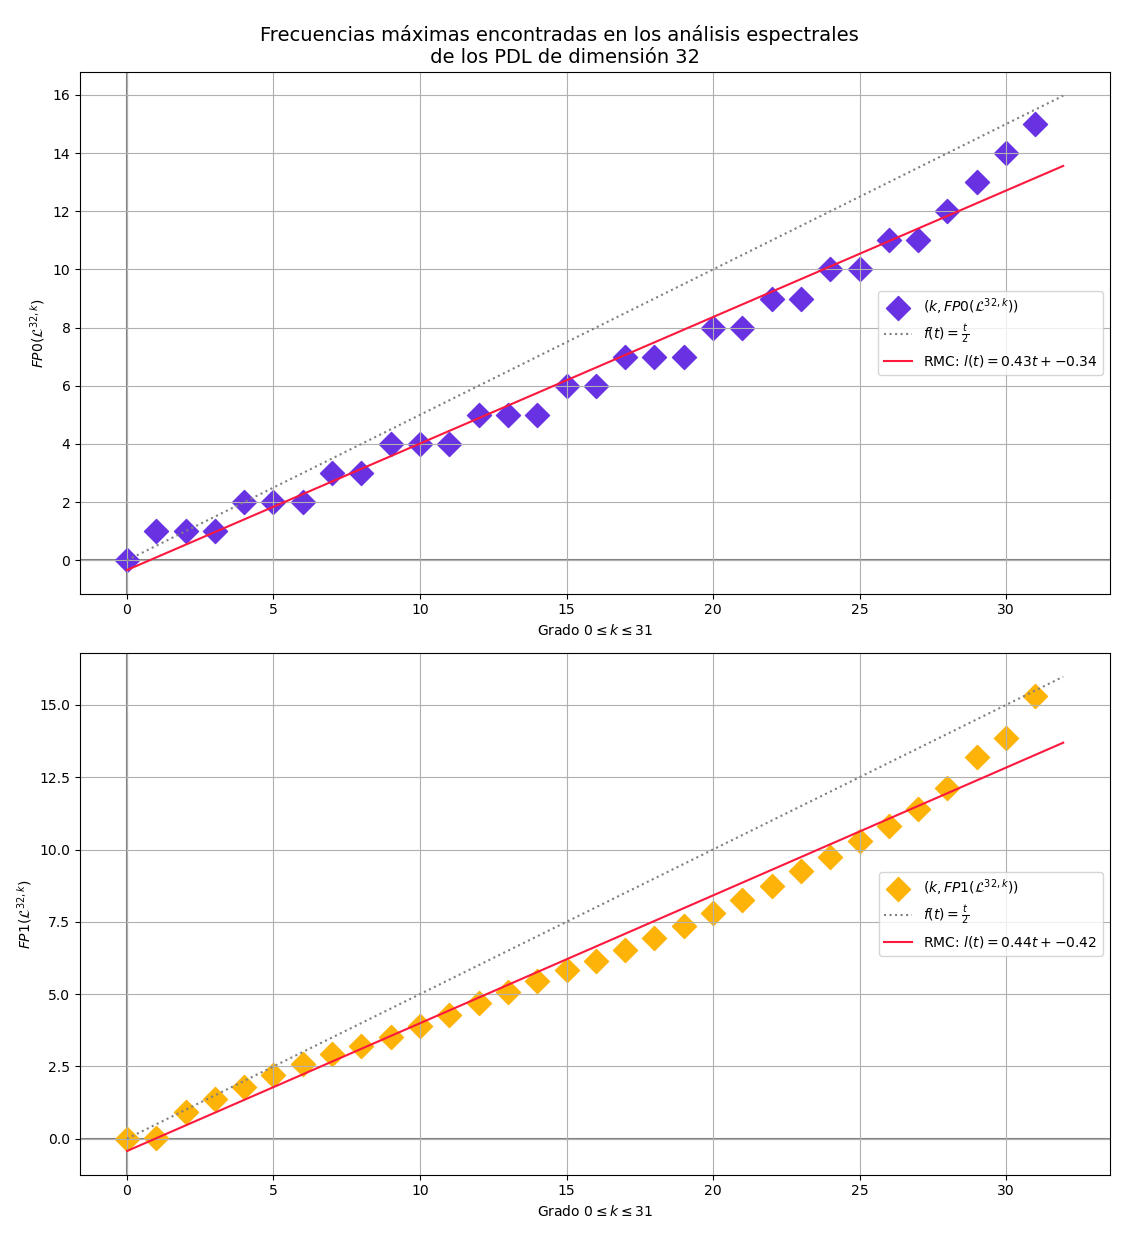 Frecuencias máximas encontradas en los análisis espectrales
de los PDL de dimensión 32
16
14
12
10
8
6
4
2
0
FP0(ℒ^{32,k})
(k, FP0(ℒ^{32,k}))
f(t) = t/2
RMC: l(t) = 0.43t + −0.34
0 5 10 15 20 25 30
Grado 0 ≤ k ≤ 31
15.0
12.5
10.0
7.5
5.0
2.5
0.0
FP1(ℒ^{32,k})
(k, FP1(ℒ^{32,k}))
f(t) = t/2
RMC: l(t) = 0.44t + −0.42
0 5 10 15 20 25 30
Grado 0 ≤ k ≤ 31